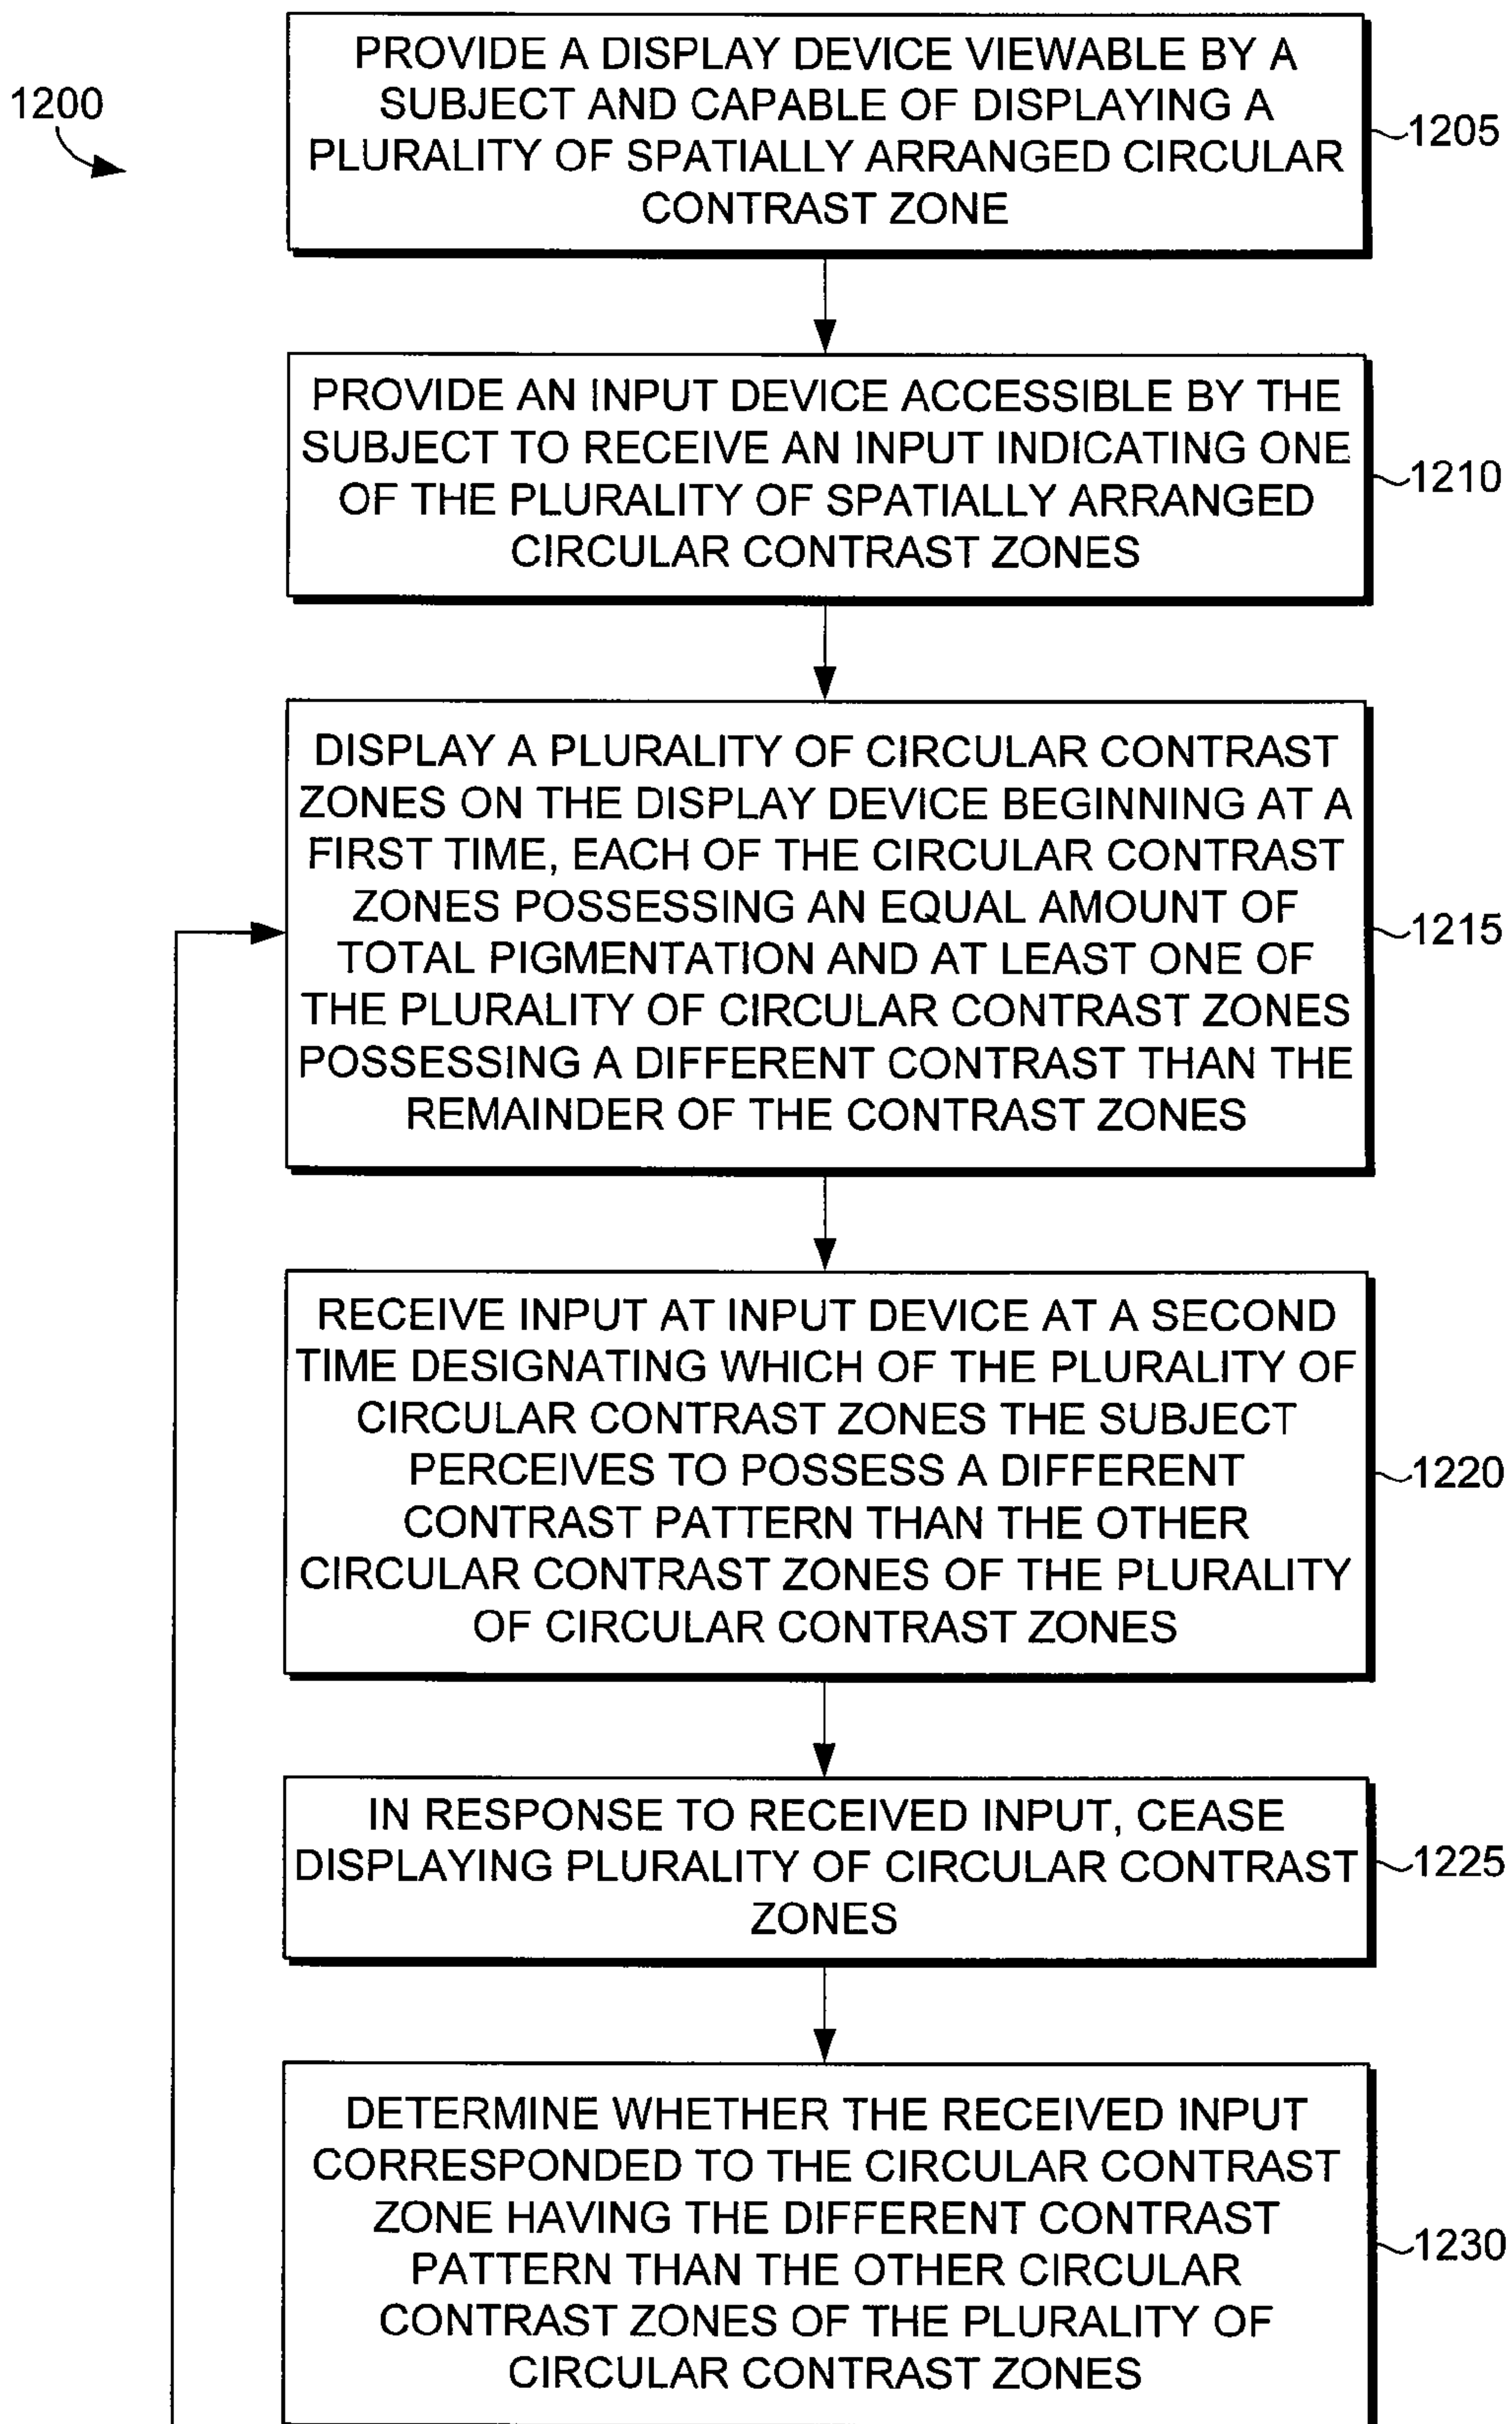 1200
PROVIDE A DISPLAY DEVICE VIEWABLE BY A
SUBJECT AND CAPABLE OF DISPLAYING A
PLURALITY OF SPATIALLY ARRANGED CIRCULAR
CONTRAST ZONE
1205
PROVIDE AN INPUT DEVICE ACCESSIBLE BY THE
SUBJECT TO RECEIVE AN INPUT INDICATING ONE
OF THE PLURALITY OF SPATIALLY ARRANGED
CIRCULAR CONTRAST ZONES
1210
DISPLAY A PLURALITY OF CIRCULAR CONTRAST
ZONES ON THE DISPLAY DEVICE BEGINNING AT A
FIRST TIME, EACH OF THE CIRCULAR CONTRAST
ZONES POSSESSING AN EQUAL AMOUNT OF
TOTAL PIGMENTATION AND AT LEAST ONE OF
THE PLURALITY OF CIRCULAR CONTRAST ZONES
POSSESSING A DIFFERENT CONTRAST THAN THE
REMAINDER OF THE CONTRAST ZONES
1215
RECEIVE INPUT AT INPUT DEVICE AT A SECOND
TIME DESIGNATING WHICH OF THE PLURALITY OF
CIRCULAR CONTRAST ZONES THE SUBJECT
PERCEIVES TO POSSESS A DIFFERENT
CONTRAST PATTERN THAN THE OTHER
CIRCULAR CONTRAST ZONES OF THE PLURALITY
OF CIRCULAR CONTRAST ZONES
1220
IN RESPONSE TO RECEIVED INPUT, CEASE
DISPLAYING PLURALITY OF CIRCULAR CONTRAST
ZONES
1225
DETERMINE WHETHER THE RECEIVED INPUT
CORRESPONDED TO THE CIRCULAR CONTRAST
ZONE HAVING THE DIFFERENT CONTRAST
PATTERN THAN THE OTHER CIRCULAR
CONTRAST ZONES OF THE PLURALITY OF
CIRCULAR CONTRAST ZONES
1230